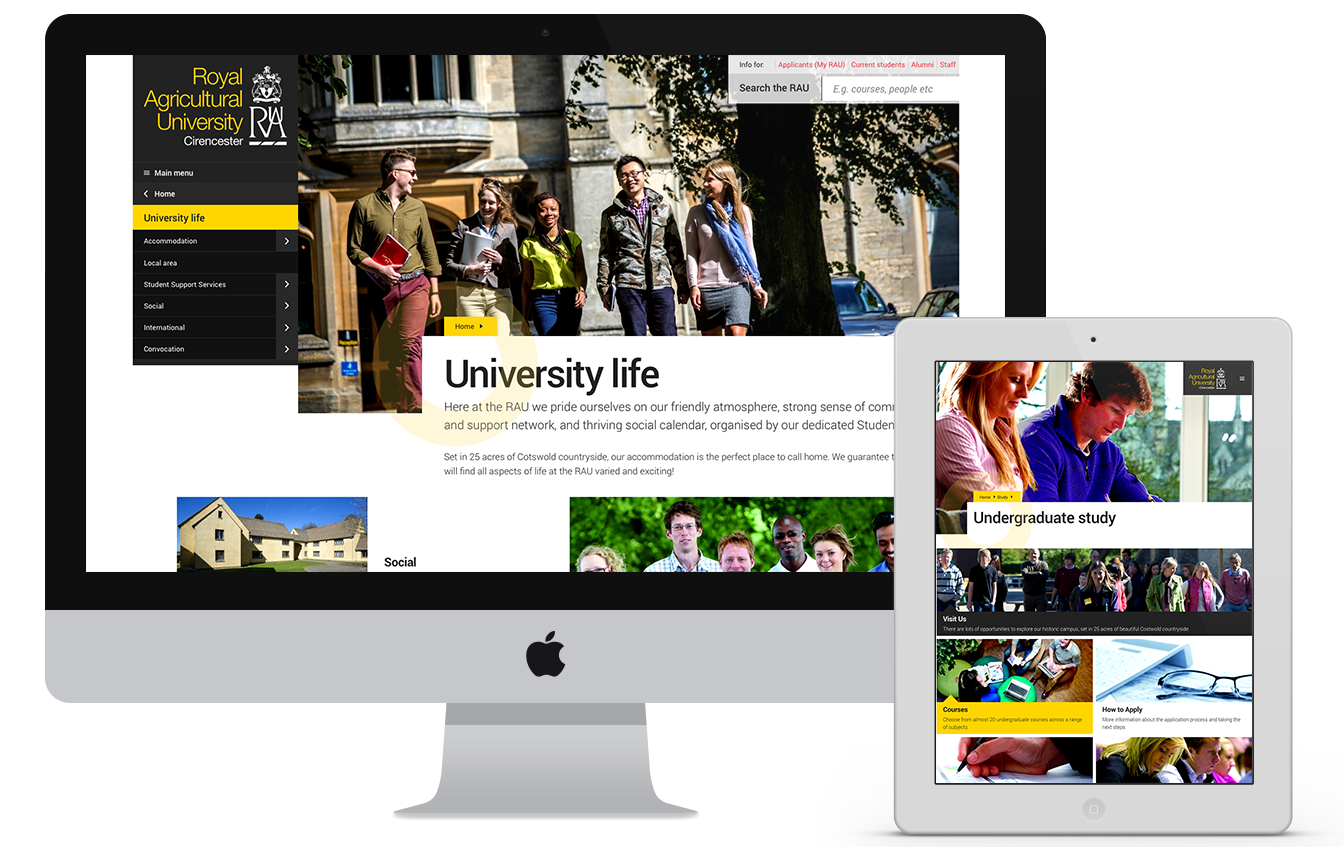 Royal
Agricultural
University
Cirencester
RAU
Info for: Applicants (My RAU) Current students Alumni Staff
Search the RAU E.g. courses, people etc
Main menu
Home
University life
Accommodation
Local area
Student Support Services
Social
International
Convocation
Home
University life
Here at the RAU we pride ourselves on our friendly atmosphere, strong sense of com
and support network, and thriving social calendar, organised by our dedicated Studen
Set in 25 acres of Cotswold countryside, our accommodation is the perfect place to call home. We guarantee t
will find all aspects of life at the RAU varied and exciting!
Social
Royal
Agricultural
University
Cirencester
Home Study
Undergraduate study
Visit Us
There are lots of opportunities to explore our historic campus, set in 25 acres of beautiful Costwold countryside
Courses
Choose from almost 20 undergraduate courses across a range
of subjects
How to Apply
More information about the application process and taking the
next steps